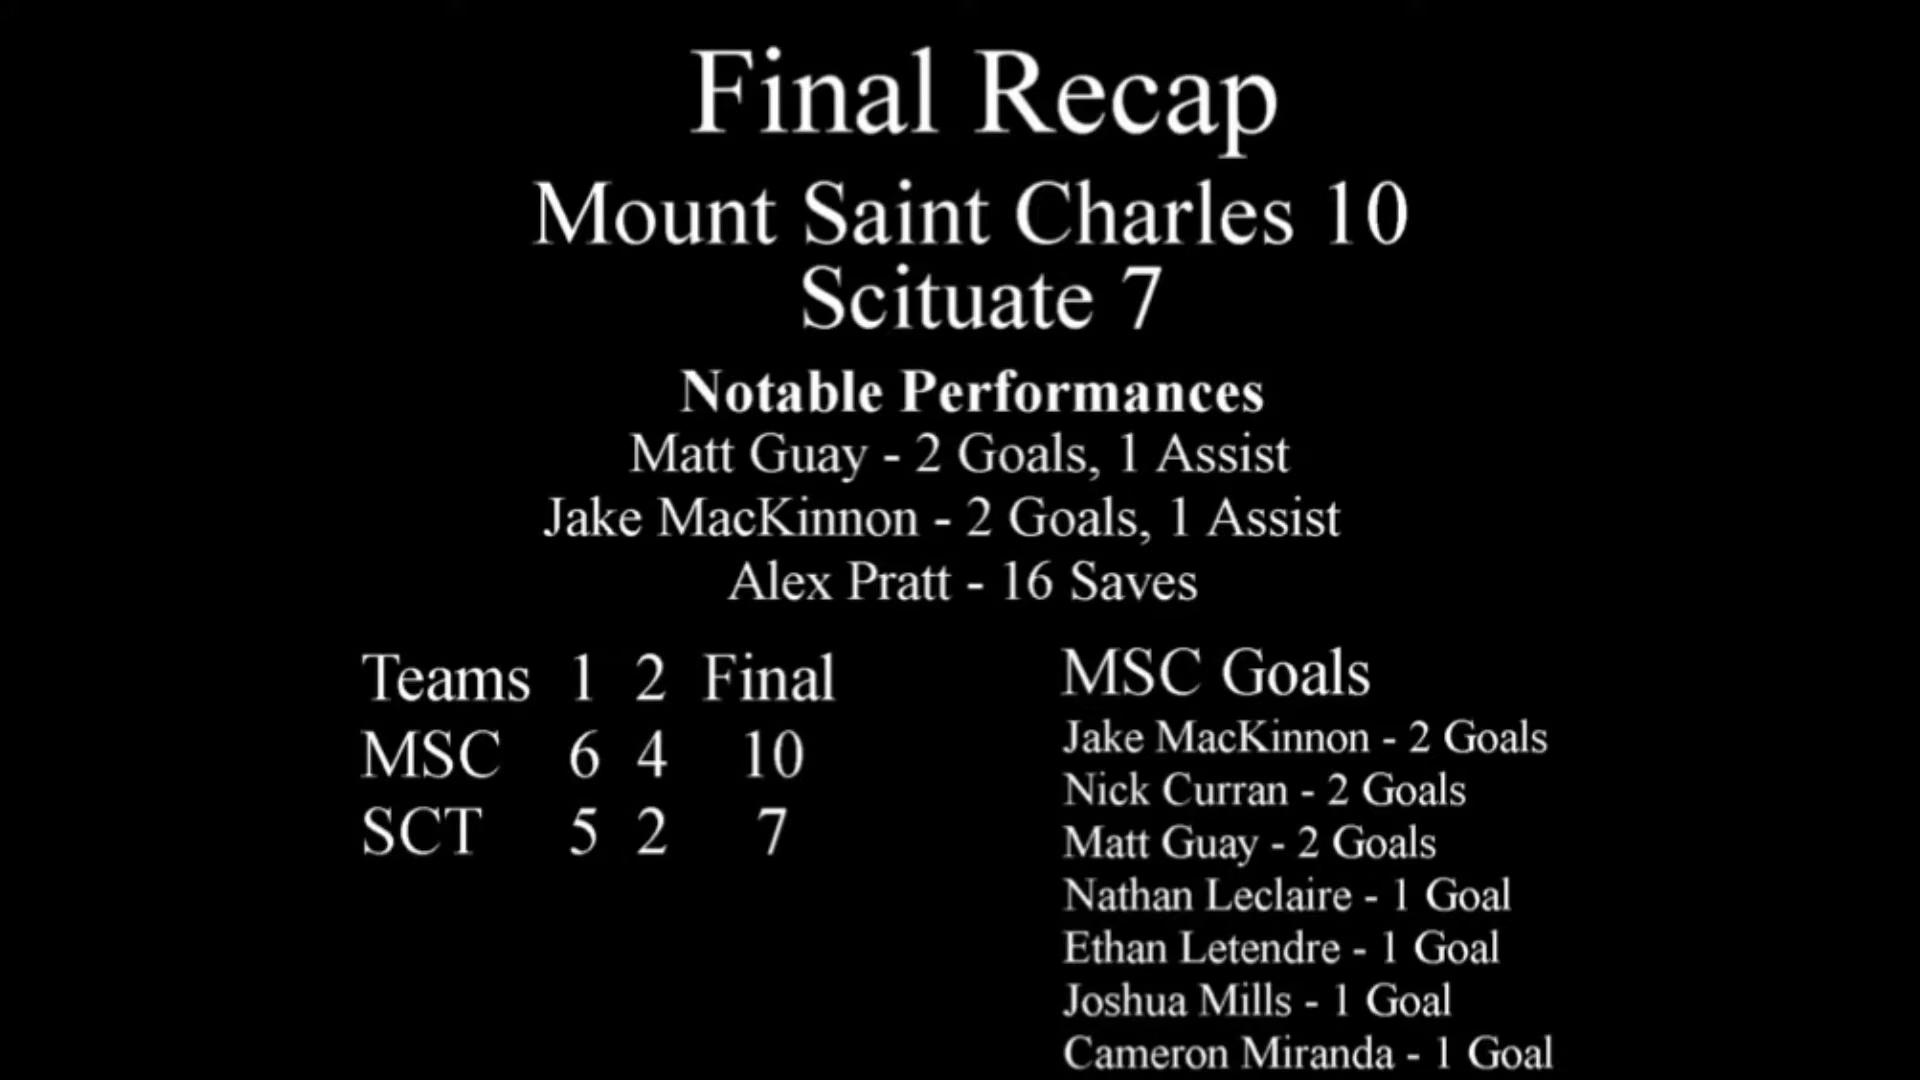 Final Recap
Mount Saint Charles 10
Scituate 7
Notable Performances
Matt Guay - 2 Goals, 1 Assist
Jake MacKinnon - 2 Goals, 1 Assist
Alex Pratt - 16 Saves
Teams 1 2 Final
MSC 6 4 10
SCT 5 2 7
MSC Goals
Jake MacKinnon - 2 Goals
Nick Curran - 2 Goals
Matt Guay - 2 Goals
Nathan Leclaire - 1 Goal
Ethan Letendre - 1 Goal
Joshua Mills - 1 Goal
Cameron Miranda - 1 Goal